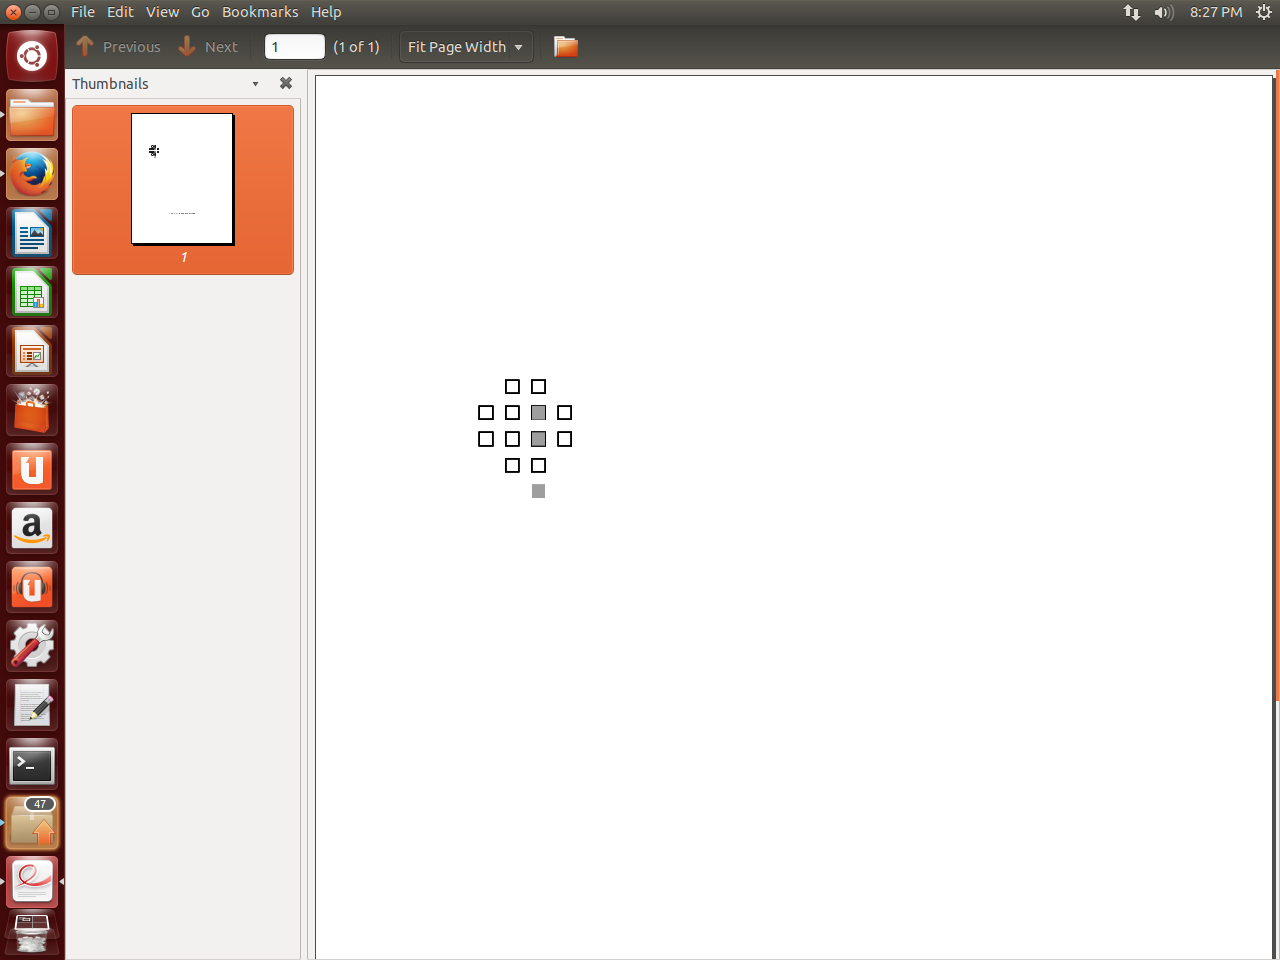 File Edit View Go Bookmarks Help
8:27 PM
Previous Next 1 (1 of 1) Fit Page Width
Thumbnails
1
47